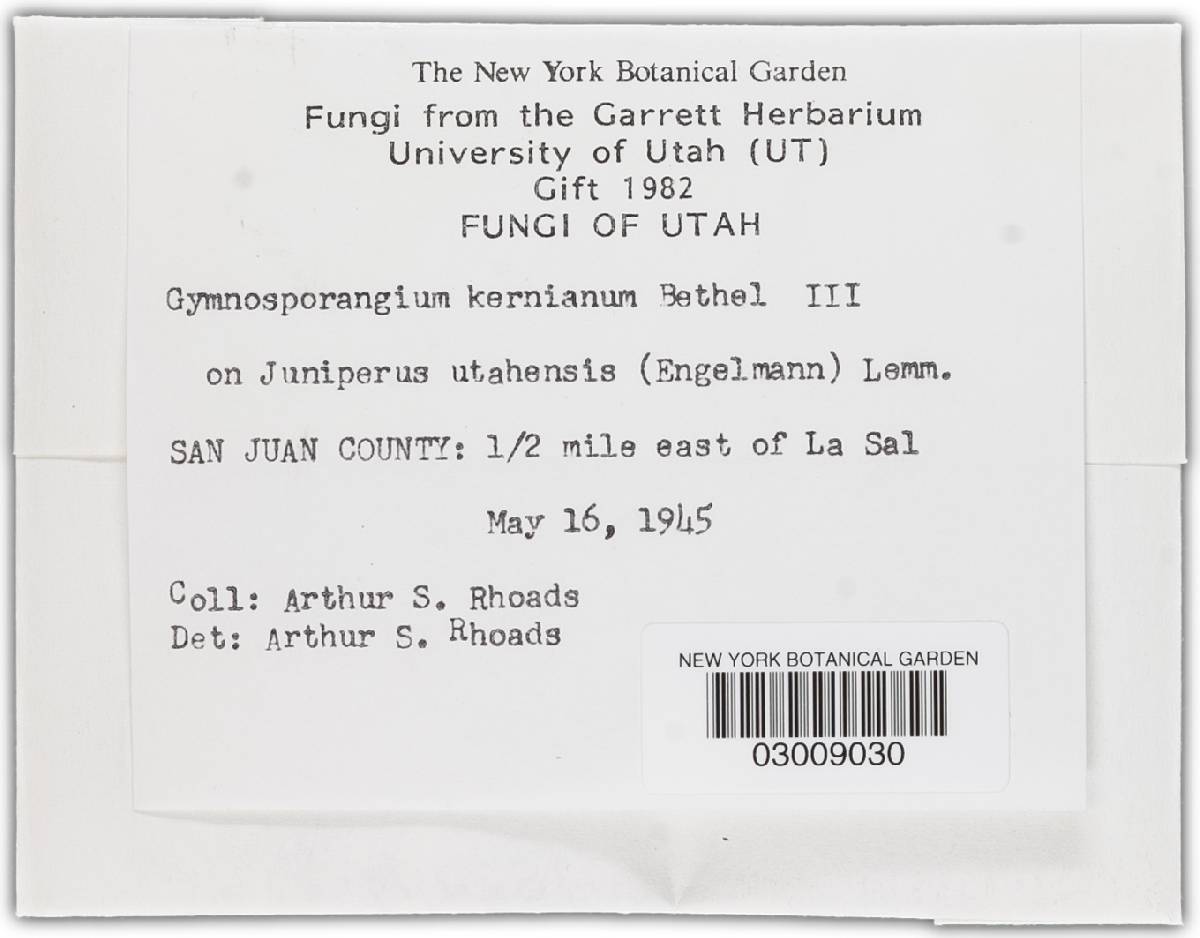 The New York Botanical Garden
Fungi from the Garrett Herbarium
University of Utah (UT)
Gift 1982
FUNGI OF UTAH
Gymnosporangium kernianum Bethel III
on Juniperus utahensis (Engelmann) Lemm.
SAN JUAN COUNTY: 1/2 mile east of La Sal
May 16, 1945
Coll: Arthur S. Rhoads
Det: Arthur S. Rhoads
NEW YORK BOTANICAL GARDEN
03009030